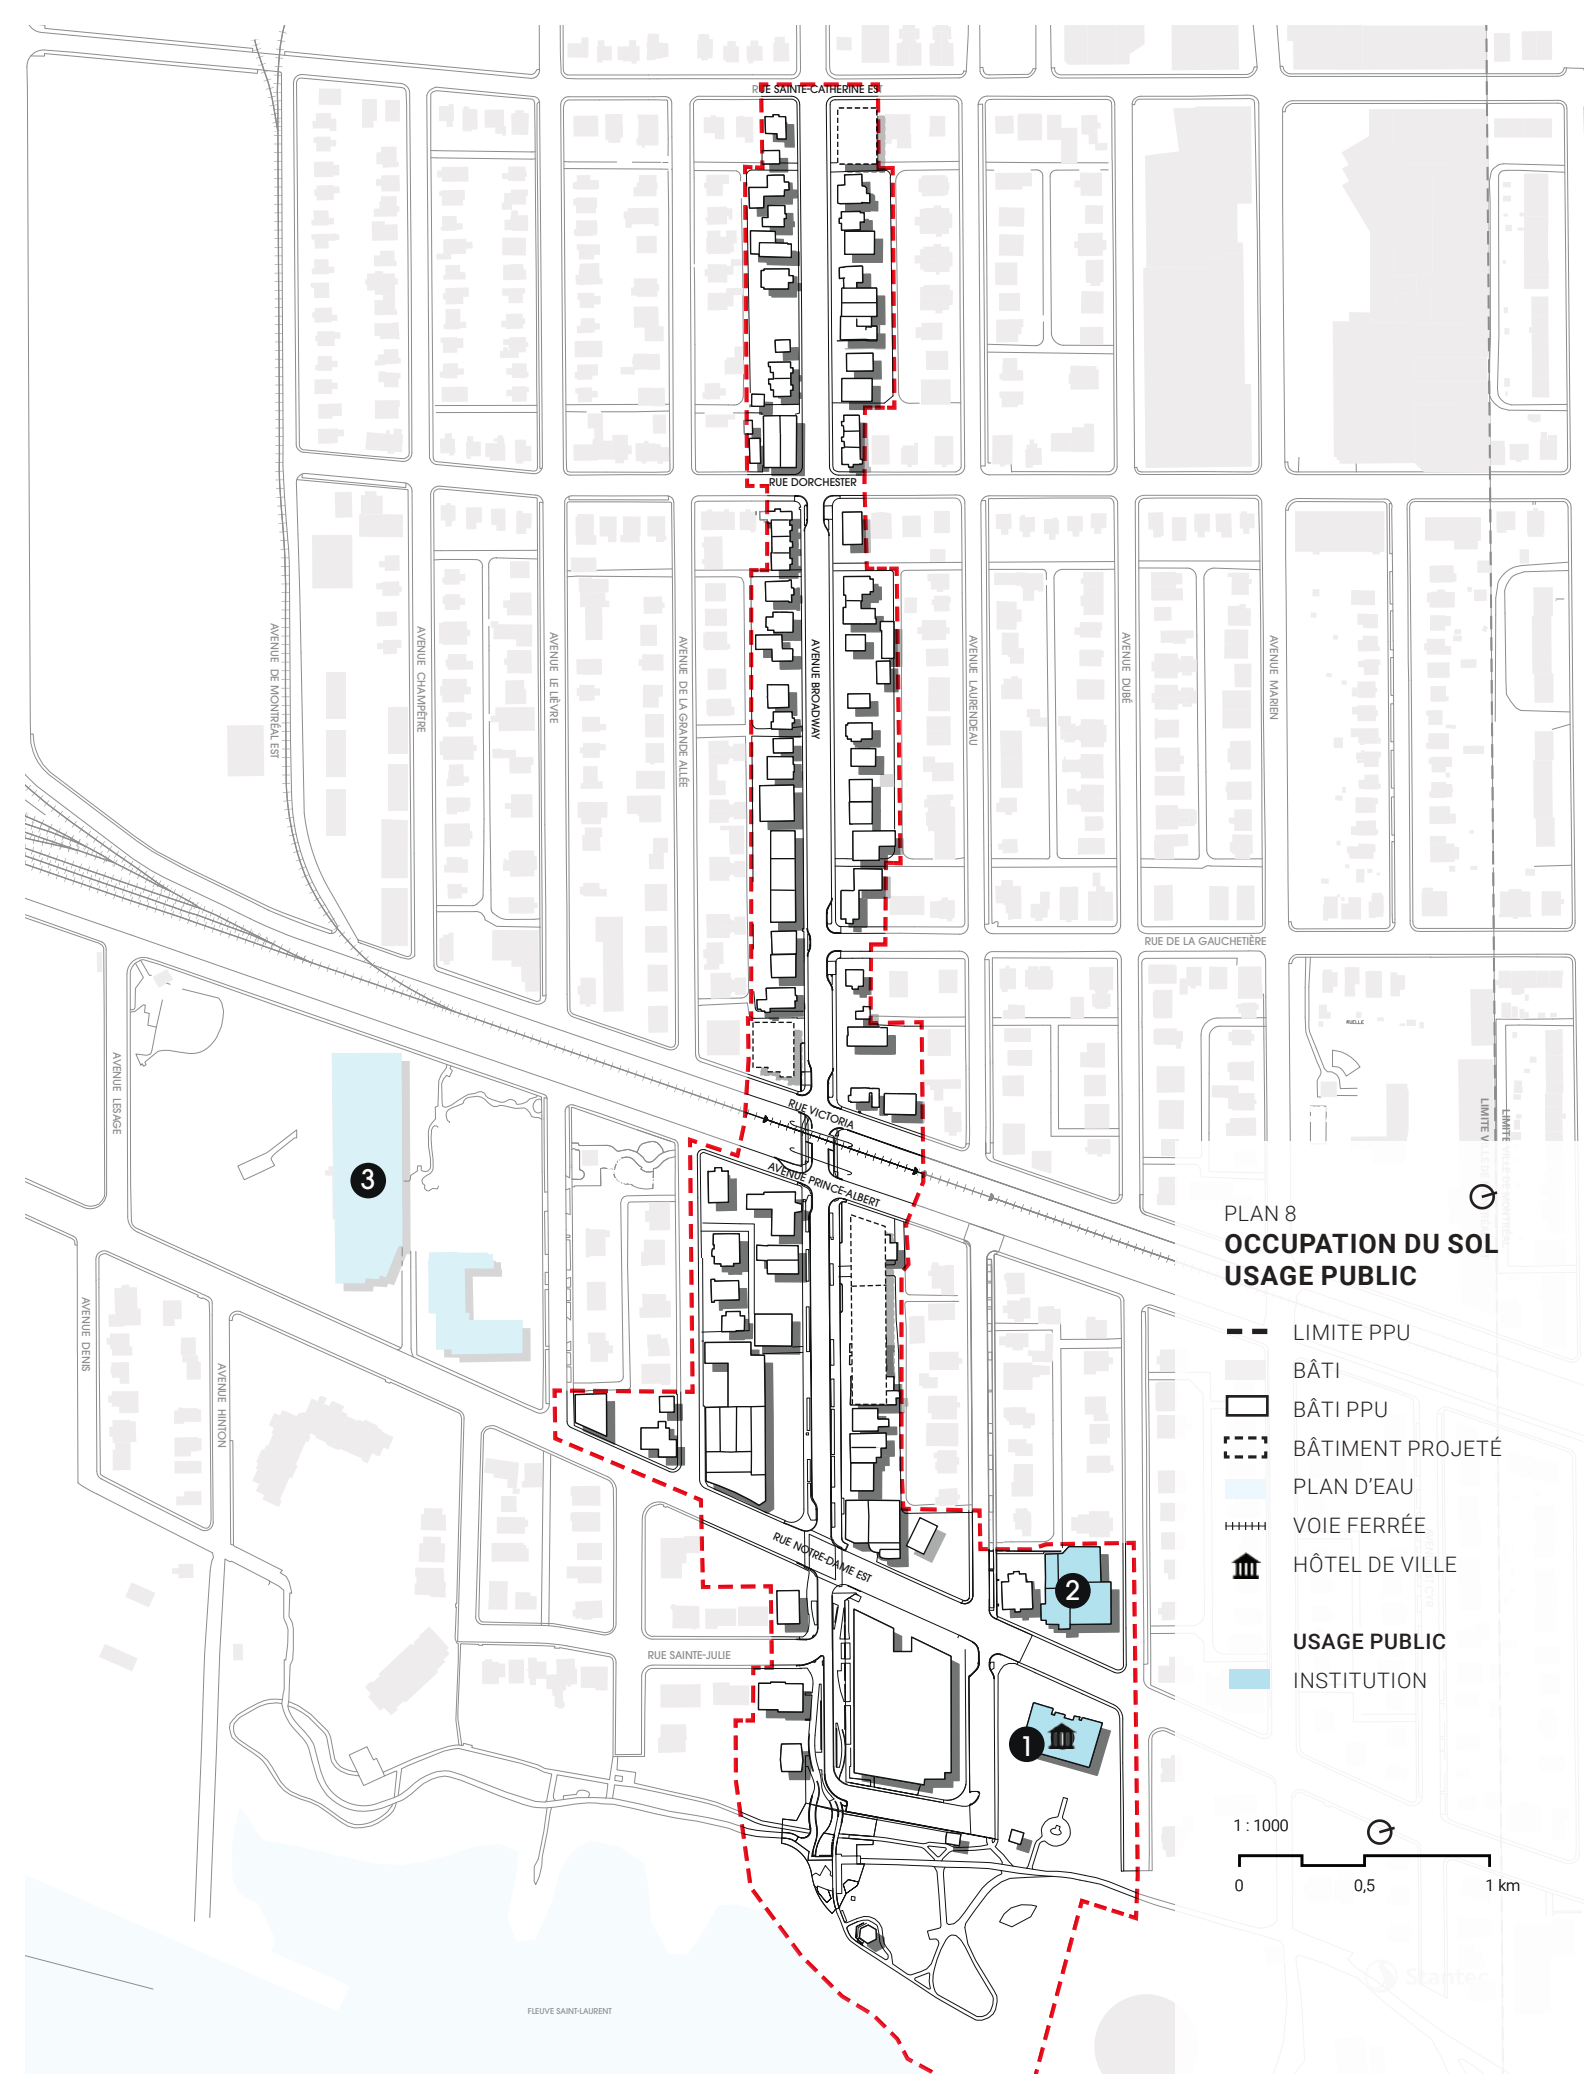 RUE SAINTE-CATHERINE EST
RUE DORCHESTER
AVENUE DE MONTRÉAL EST
AVENUE CHAMPÊTRE
AVENUE LE LIÈVRE
AVENUE DE LA GRANDE ALLÉE
AVENUE BROADWAY
AVENUE LAURENDEAU
AVENUE DUBÉ
AVENUE MARIEN
RUE DE LA GAUCHETIÈRE
RUELLE
AVENUE LESAGE
RUE VICTORIA
AVENUE PRINCE-ALBERT
3
AVENUE DENIS
AVENUE HINTON
RUE NOTRE-DAME EST
2
RUE SAINTE-JULIE
1
FLEUVE SAINT-LAURENT
PLAN 8
OCCUPATION DU SOL
USAGE PUBLIC
LIMITE PPU
BÂTI
BÂTI PPU
BÂTIMENT PROJETÉ
PLAN D'EAU
VOIE FERRÉE
HÔTEL DE VILLE
USAGE PUBLIC
INSTITUTION
1 : 1000
0 0,5 1 km
Stantec